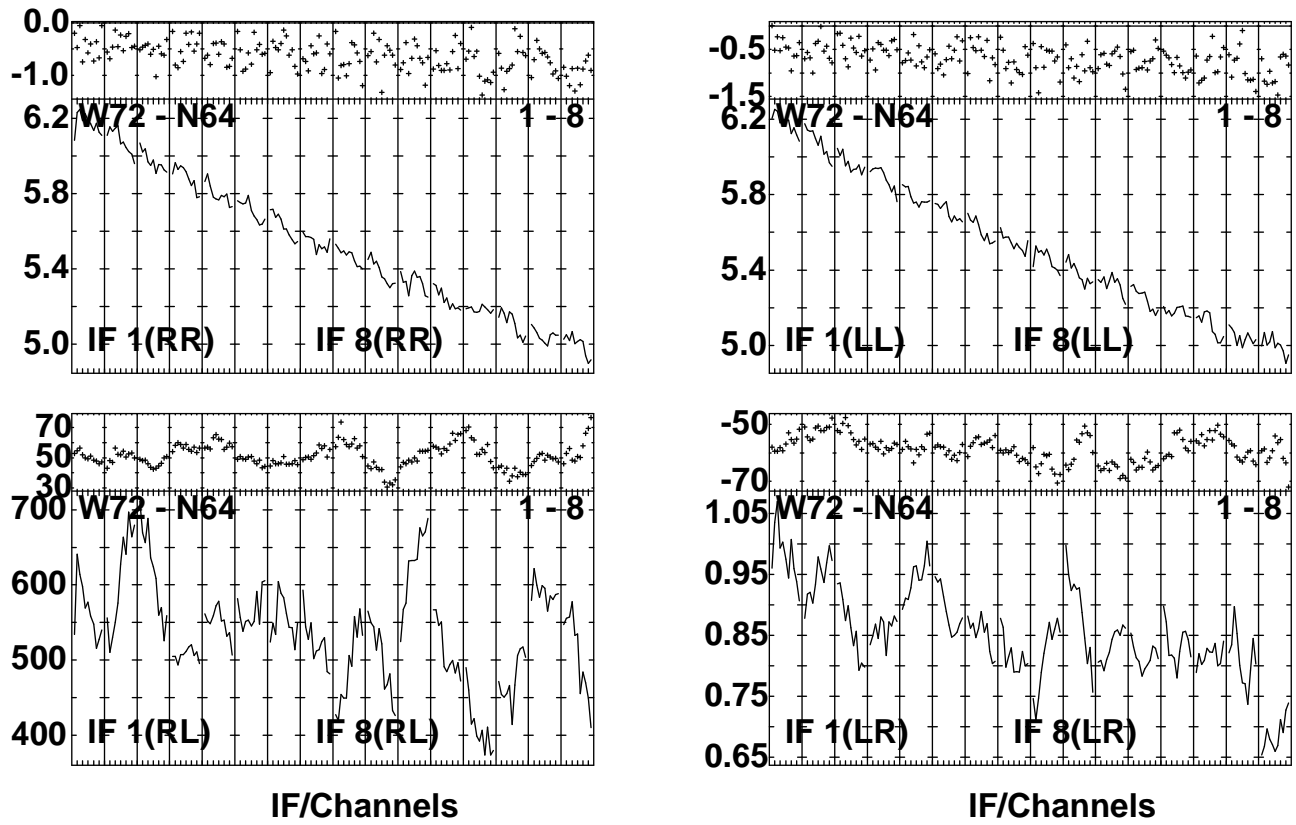 0.0
-1.0
6.2
W72 - N64 1 - 8
5.8
5.4
5.0
IF 1(RR) IF 8(RR)
-0.5
-1.5
6.2
W72 - N64 1 - 8
5.8
5.4
5.0
IF 1(LL) IF 8(LL)
70
50
30
700
W72 - N64 1 - 8
600
500
400
IF 1(RL) IF 8(RL)
IF/Channels
-50
-70
1.05
W72 - N64 1 - 8
0.95
0.85
0.75
0.65
IF 1(LR) IF 8(LR)
IF/Channels